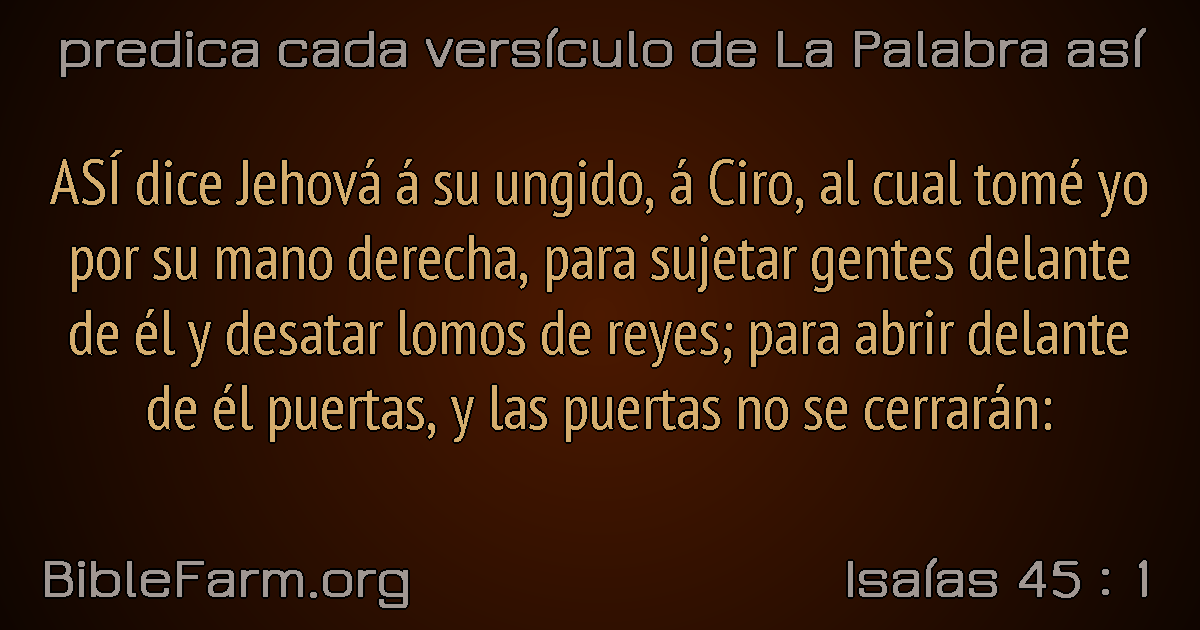 predica cada versículo de La Palabra así
ASÍ dice Jehová á su ungido, á Ciro, al cual tomé yo
por su mano derecha, para sujetar gentes delante
de él y desatar lomos de reyes; para abrir delante
de él puertas, y las puertas no se cerrarán:
BibleFarm.org
Isaías 45 : 1